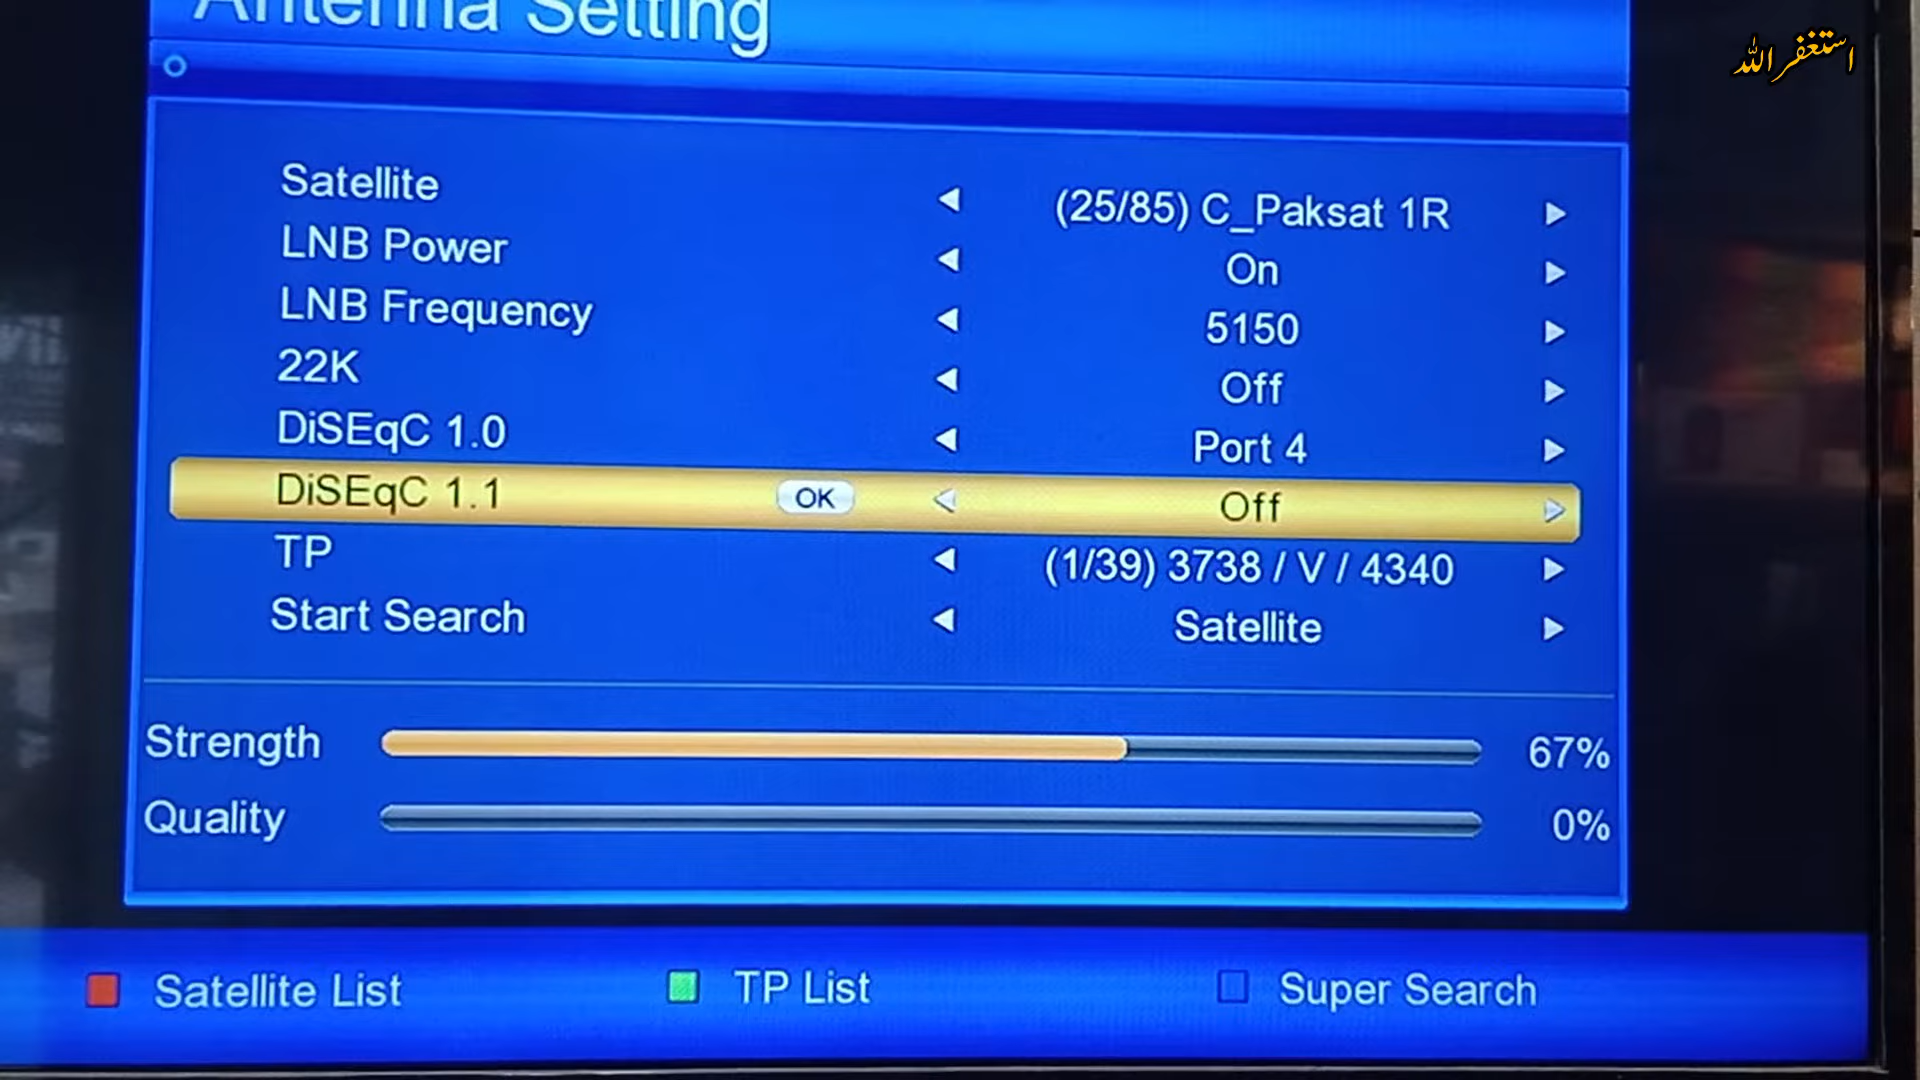 Antenna Setting
استغفر الله
Satellite (25/85) C_Paksat 1R
LNB Power On
LNB Frequency 5150
22K Off
DiSEqC 1.0 Port 4
DiSEqC 1.1 OK Off
TP (1/39) 3738 / V / 4340
Start Search Satellite
Strength 67%
Quality 0%
Satellite List TP List Super Search